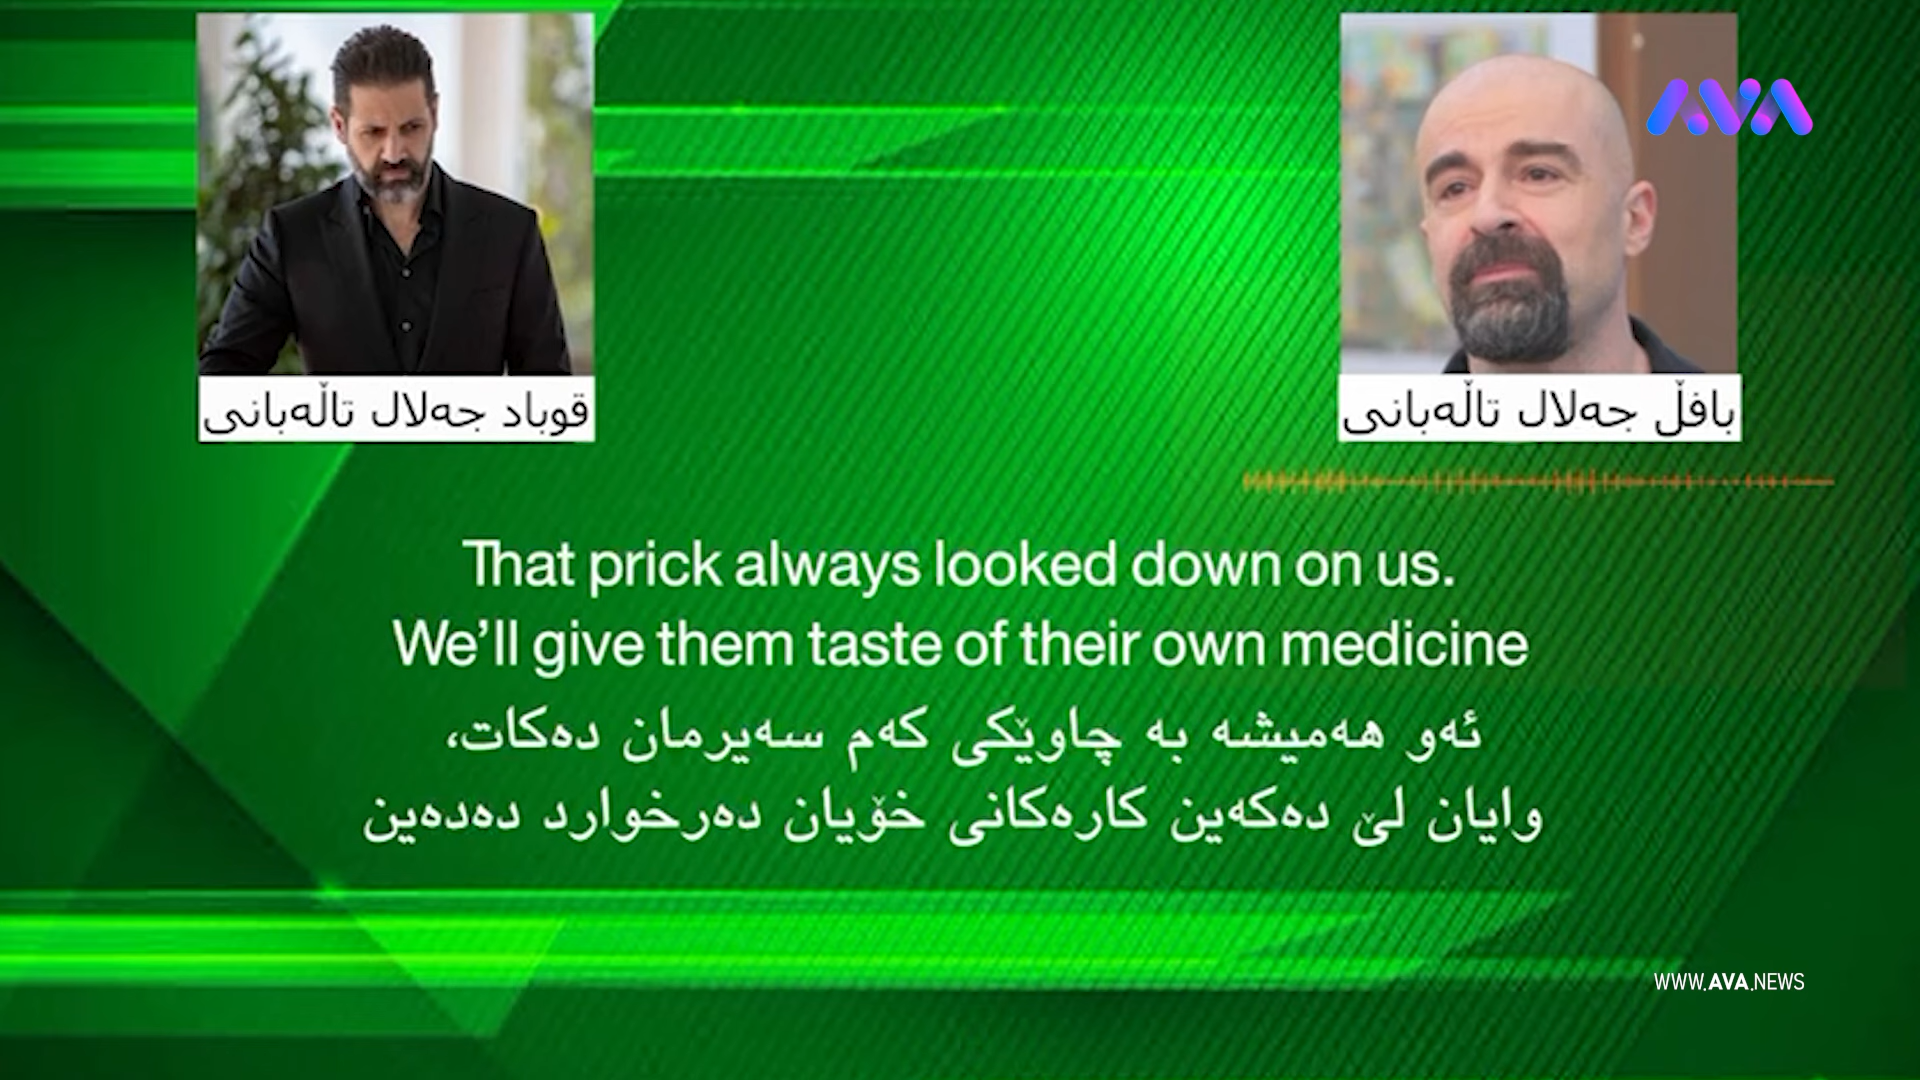 AVA
قوباد جەلال تاڵەبانی
بافڵ جەلال تاڵەبانی
That prick always looked down on us.
We'll give them taste of their own medicine
ئەو هەمیشە بە چاوێکی کەم سەیرمان دەکات،
وایان لێ دەکەین کارەکانی خۆیان دەرخوارد دەدەین
WWW.AVA.NEWS